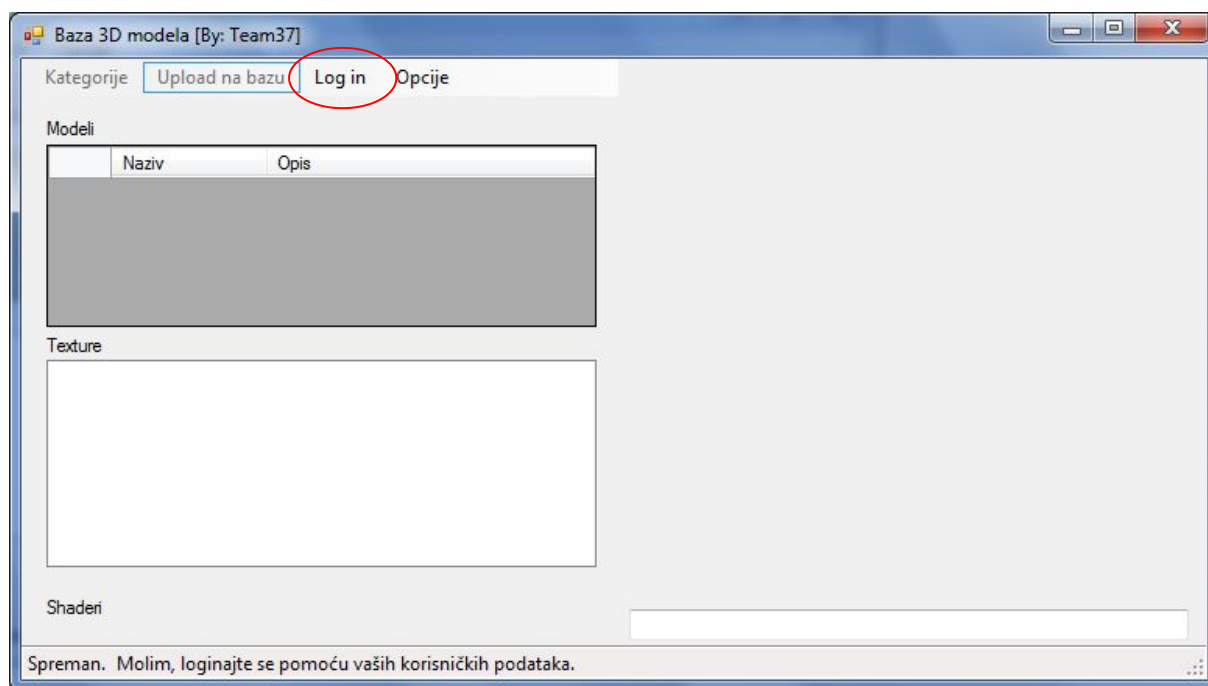 Baza 3D modela [By: Team37]
Kategorije Upload na bazu Log in Opcije
Modeli
Naziv Opis
Texture
Shaderi
Spreman. Molim, loginajte se pomoću vaših korisničkih podataka.